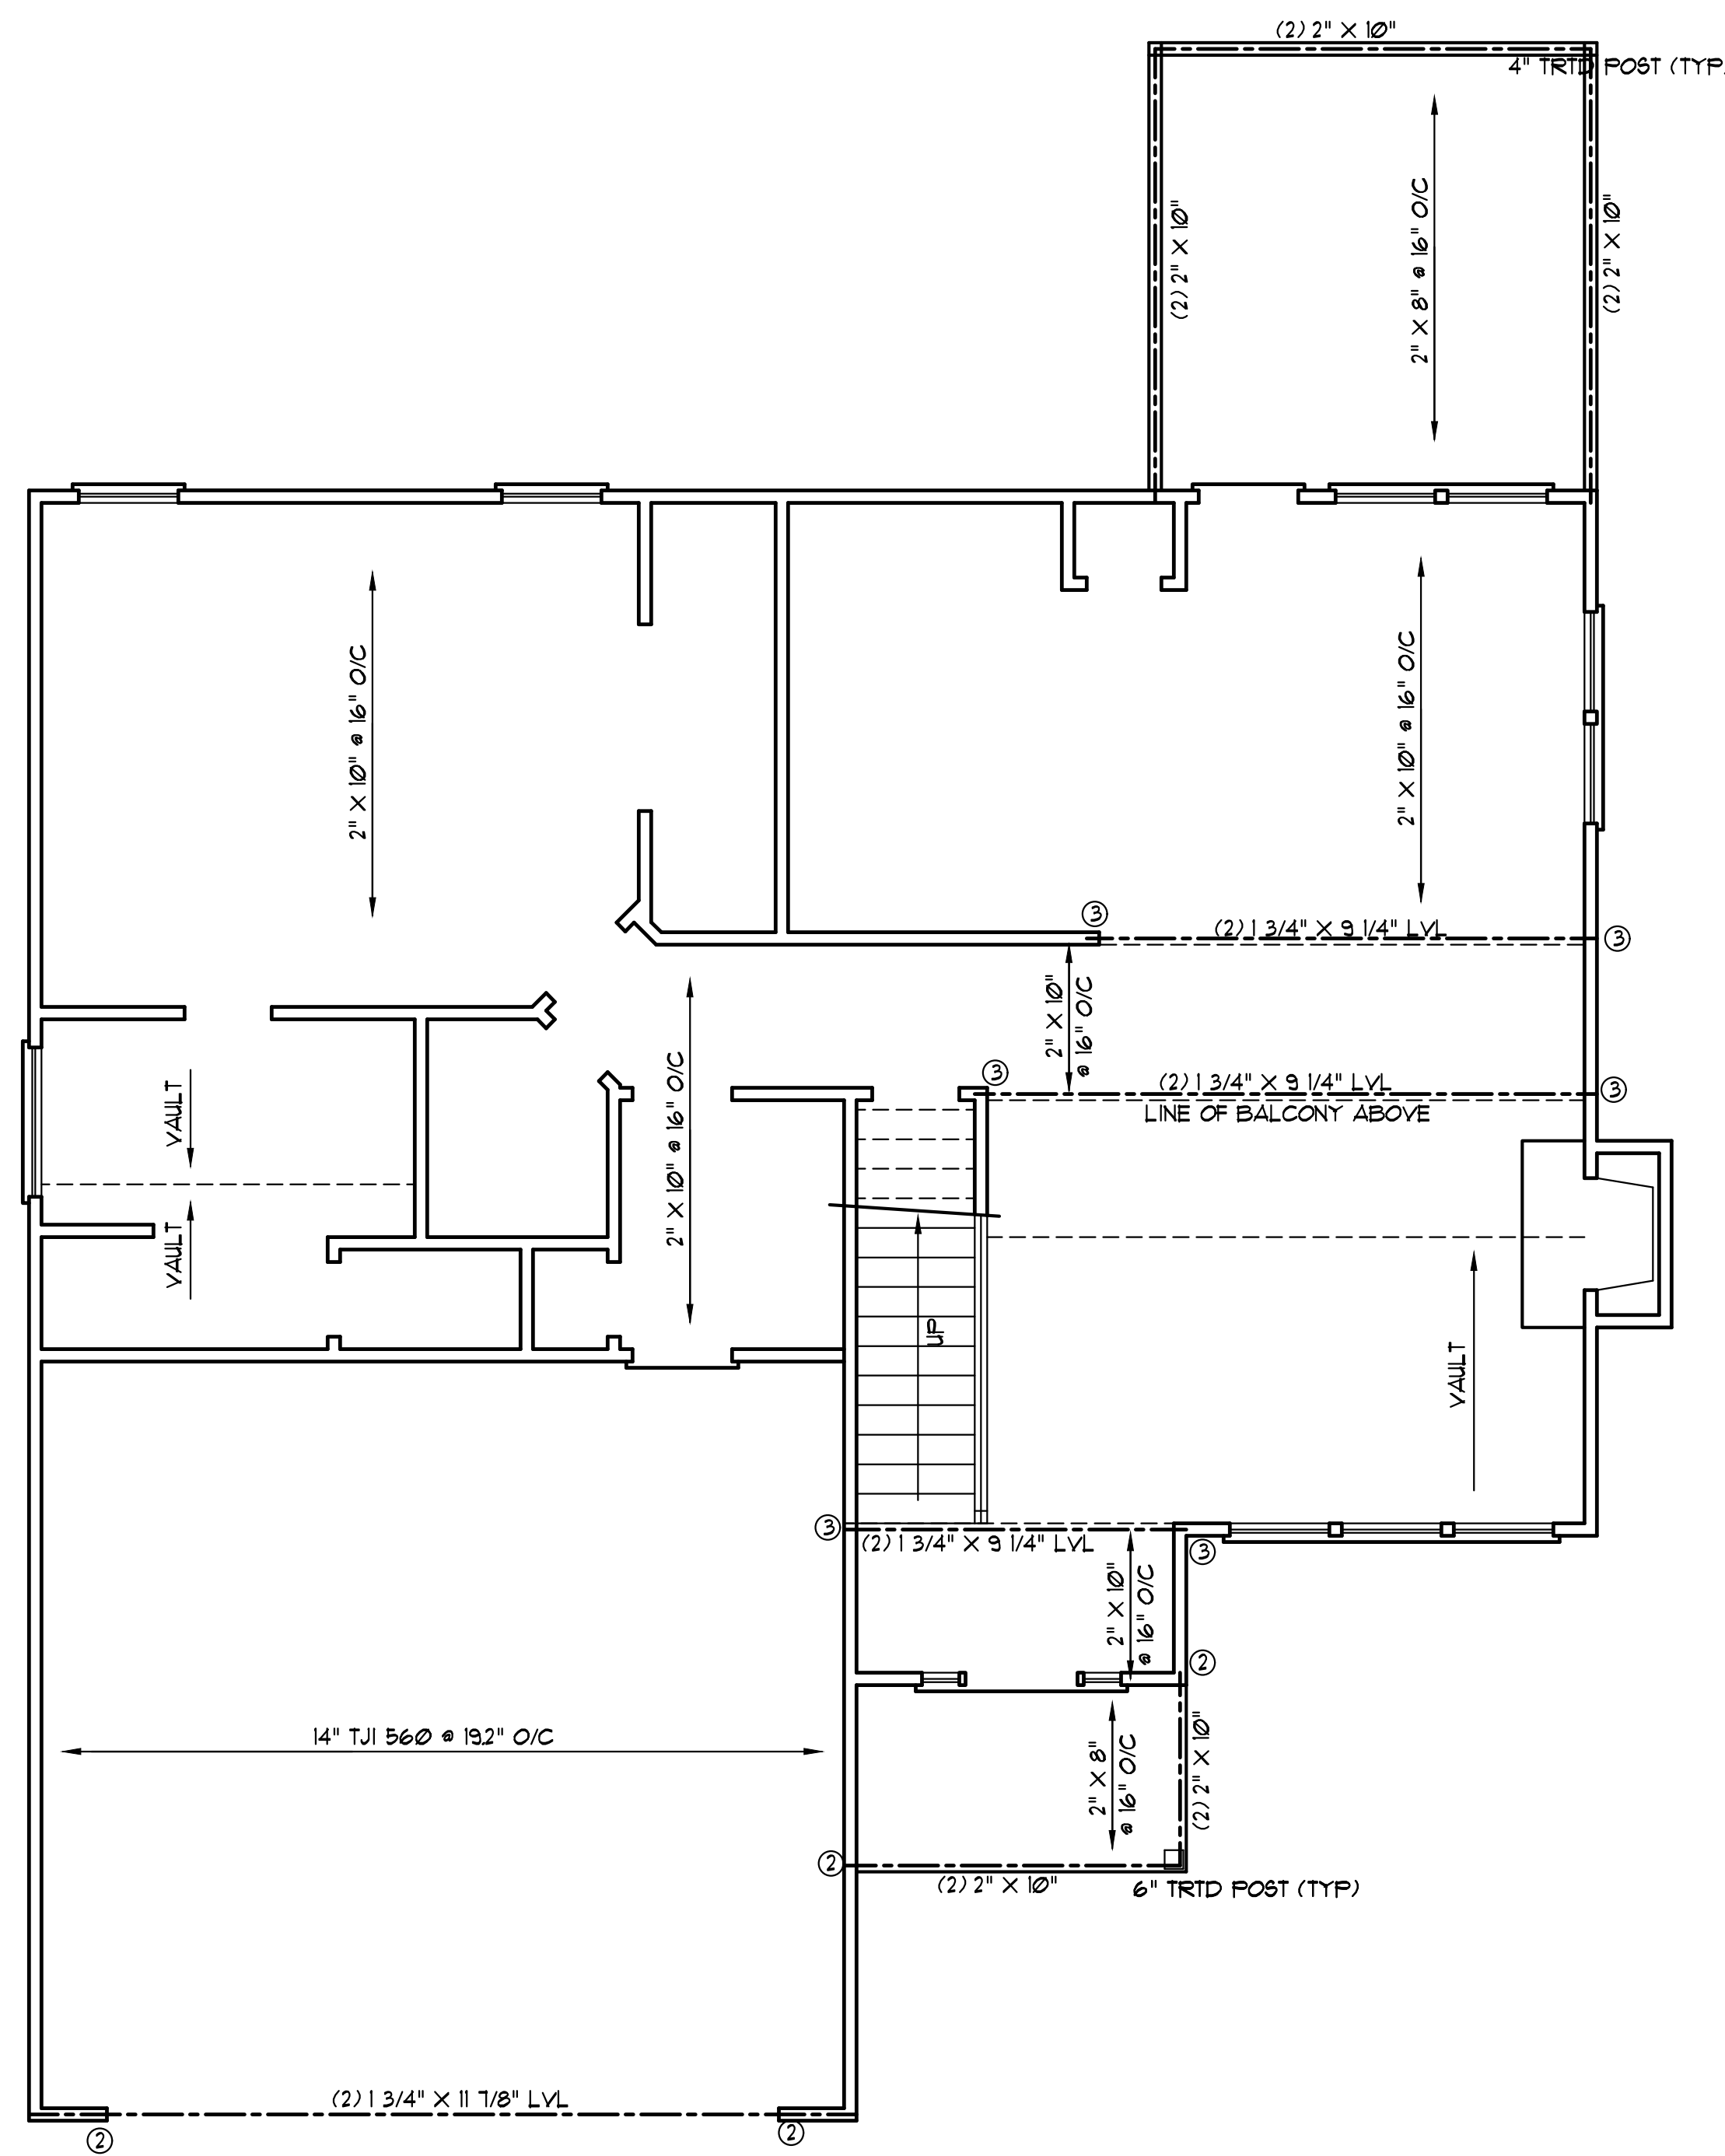 (2) 2" X 10"
4" TRTD POST (TYP.
(2) 2" X 10"
2" X 8" @ 16" O/C
(2) 2" X 10"
2" X 10" @ 16" O/C
2" X 10" @ 16" O/C
3
(2) 1 3/4" X 9 1/4" LVL
3
2" X 10"
@ 16" O/C
2" X 10" @ 16" O/C
3
(2) 1 3/4" X 9 1/4" LVL
3
LINE OF BALCONY ABOVE
VAULT
VAULT
UP
VAULT
3
(2) 1 3/4" X 9 1/4" LVL
3
2" X 10"
@ 16" O/C
2
14" TJI 560 @ 19.2" O/C
2" X 8"
@ 16" O/C
(2) 2" X 10"
2
(2) 2" X 10"
6" TRTD POST (TYP)
(2) 1 3/4" X 11 7/8" LVL
2
2